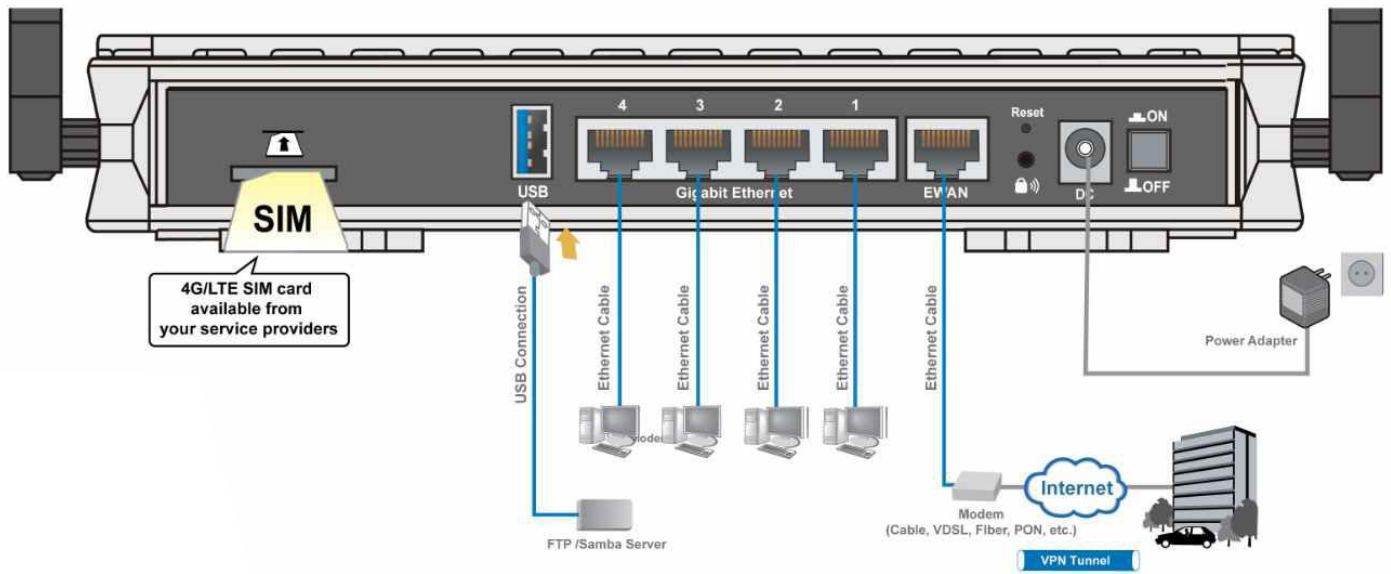 4 3 2 1
Reset
ON
USB
Gigabit Ethernet
EWAN
DC
OFF
SIM
4G/LTE SIM card
available from
your service providers
USB Connection
Ethernet Cable
Ethernet Cable
Ethernet Cable
Ethernet Cable
Ethernet Cable
Power Adapter
FTP /Samba Server
Internet
Modem
(Cable, VDSL, Fiber, PON, etc.)
VPN Tunnel